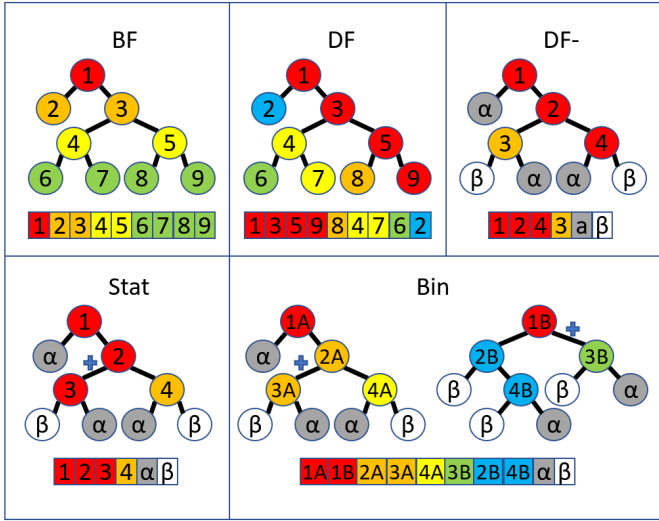 BF
1
2 3
4 5
6 7 8 9
1 2 3 4 5 6 7 8 9
DF
1
2 3
4 5
6 7 8 9
1 3 5 9 8 4 7 6 2
DF-
1
α 2
3 4
β α α β
1 2 4 3 a β
Stat
1
α + 2
3 4
β α α β
1 2 3 4 α β
Bin
1A
α + 2A
3A 4A
β α α β
1B +
2B 3B
β 4B β α
β α
1A 1B 2A 3A 4A 3B 2B 4B α β